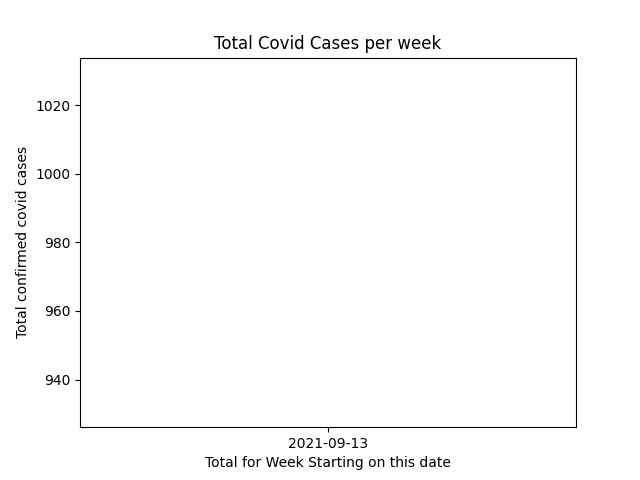 Total Covid Cases per week
1020
1000
980
960
940
Total confirmed covid cases
2021-09-13
Total for Week Starting on this date